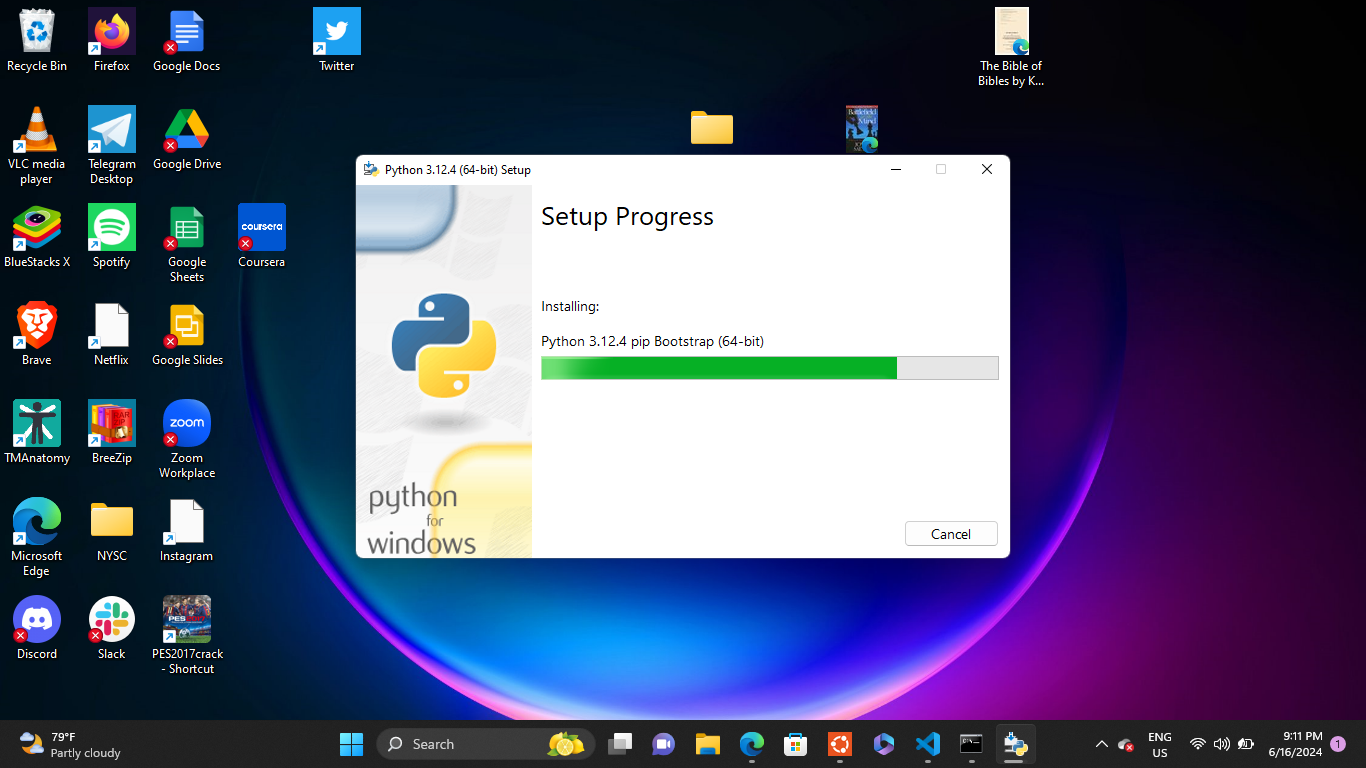 Recycle Bin
Firefox
Google Docs
Twitter
The Bible of
Bibles by K...
VLC media
player
Telegram
Desktop
Google Drive
Battlefield
Mind
BlueStacks X
Spotify
Google
Sheets
coursera
Coursera
Brave
Netflix
Google Slides
TMAnatomy
BreeZip
zoom
Zoom
Workplace
Microsoft
Edge
NYSC
Instagram
Discord
Slack
PES
PES2017crack
- Shortcut
Python 3.12.4 (64-bit) Setup
Setup Progress
Installing:
Python 3.12.4 pip Bootstrap (64-bit)
python
for
windows
Cancel
79°F
Partly cloudy
Search
ENG
US
9:11 PM
6/16/2024
1